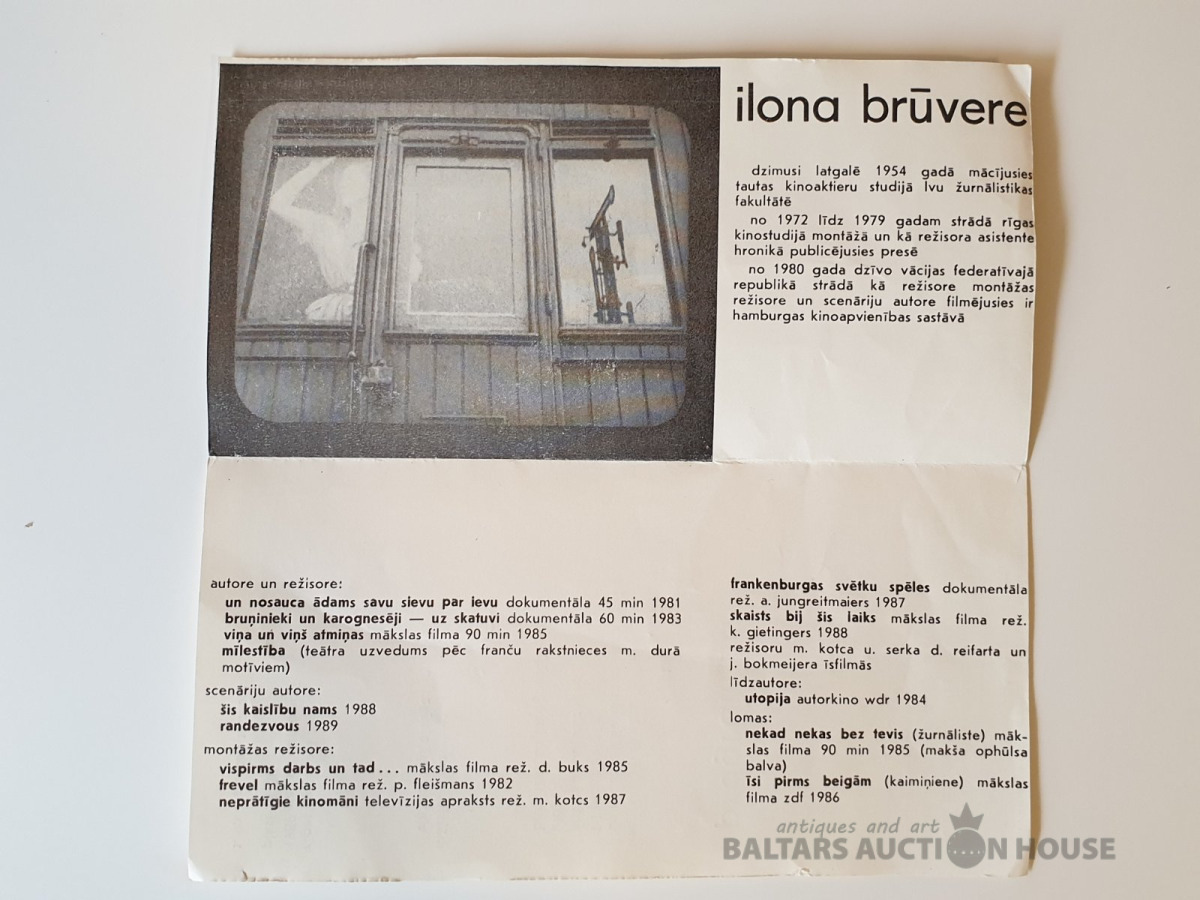 ilona brūvere
dzimusi latgalē 1954 gadā mācījusies
tautas kinoaktieru studijā lvu žurnālistikas
fakultātē
no 1972 līdz 1979 gadam strādā rīgas
kinostudijā montāžā un kā režisora asistente
hronikā publicējusies presē
no 1980 gada dzīvo vācijas federatīvajā
republikā strādā kā režisore montāžas
režisore un scenāriju autore filmējusies ir
hamburgas kinoapvienības sastāvā
autore un režisore:
un nosauca ādams savu sievu par ievu dokumentāla 45 min 1981
bruņinieki un karognesēji — uz skatuvi dokumentāla 60 min 1983
viņa un viņš atmiņas mākslas filma 90 min 1985
mīlestība (teātra uzvedums pēc franču rakstnieces m. durā
motīviem)
scenāriju autore:
šis kaislību nams 1988
randezvous 1989
montāžas režisore:
vispirms darbs un tad... mākslas filma rež. d. buks 1985
frevel mākslas filma rež. p. fleišmans 1982
neprātīgie kinomāni televīzijas apraksts rež. m. kotcs 1987
frankenburgas svētku spēles dokumentāla
rež. a. jungreitmaiers 1987
skaists bij šis laiks mākslas filma rež.
k. gietingers 1988
režisoru m. kotca u. serka d. reifarta un
j. bokmeijera īsfilmās
līdzautore:
utopija autorkino wdr 1984
lomas:
nekad nekas bez tevis (žurnāliste) māk-
slas filma 90 min 1985 (makša ophūlsa
balva)
īsi pirms beigām (kaimiņiene) mākslas
filma zdf 1986
antiques and art
BALTARS AUCTION HOUSE